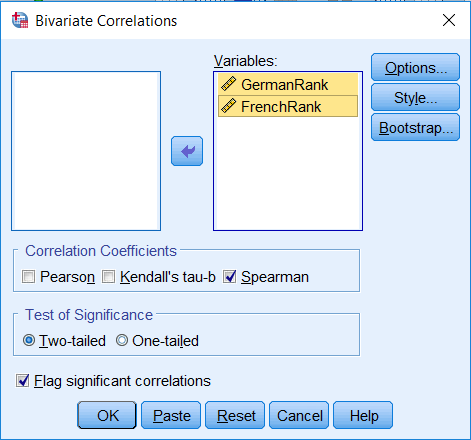 Bivariate Correlations
Variables:
GermanRank
FrenchRank
Options...
Style...
Bootstrap...
Correlation Coefficients
Pearson Kendall's tau-b Spearman
Test of Significance
Two-tailed One-tailed
Flag significant correlations
OK Paste Reset Cancel Help